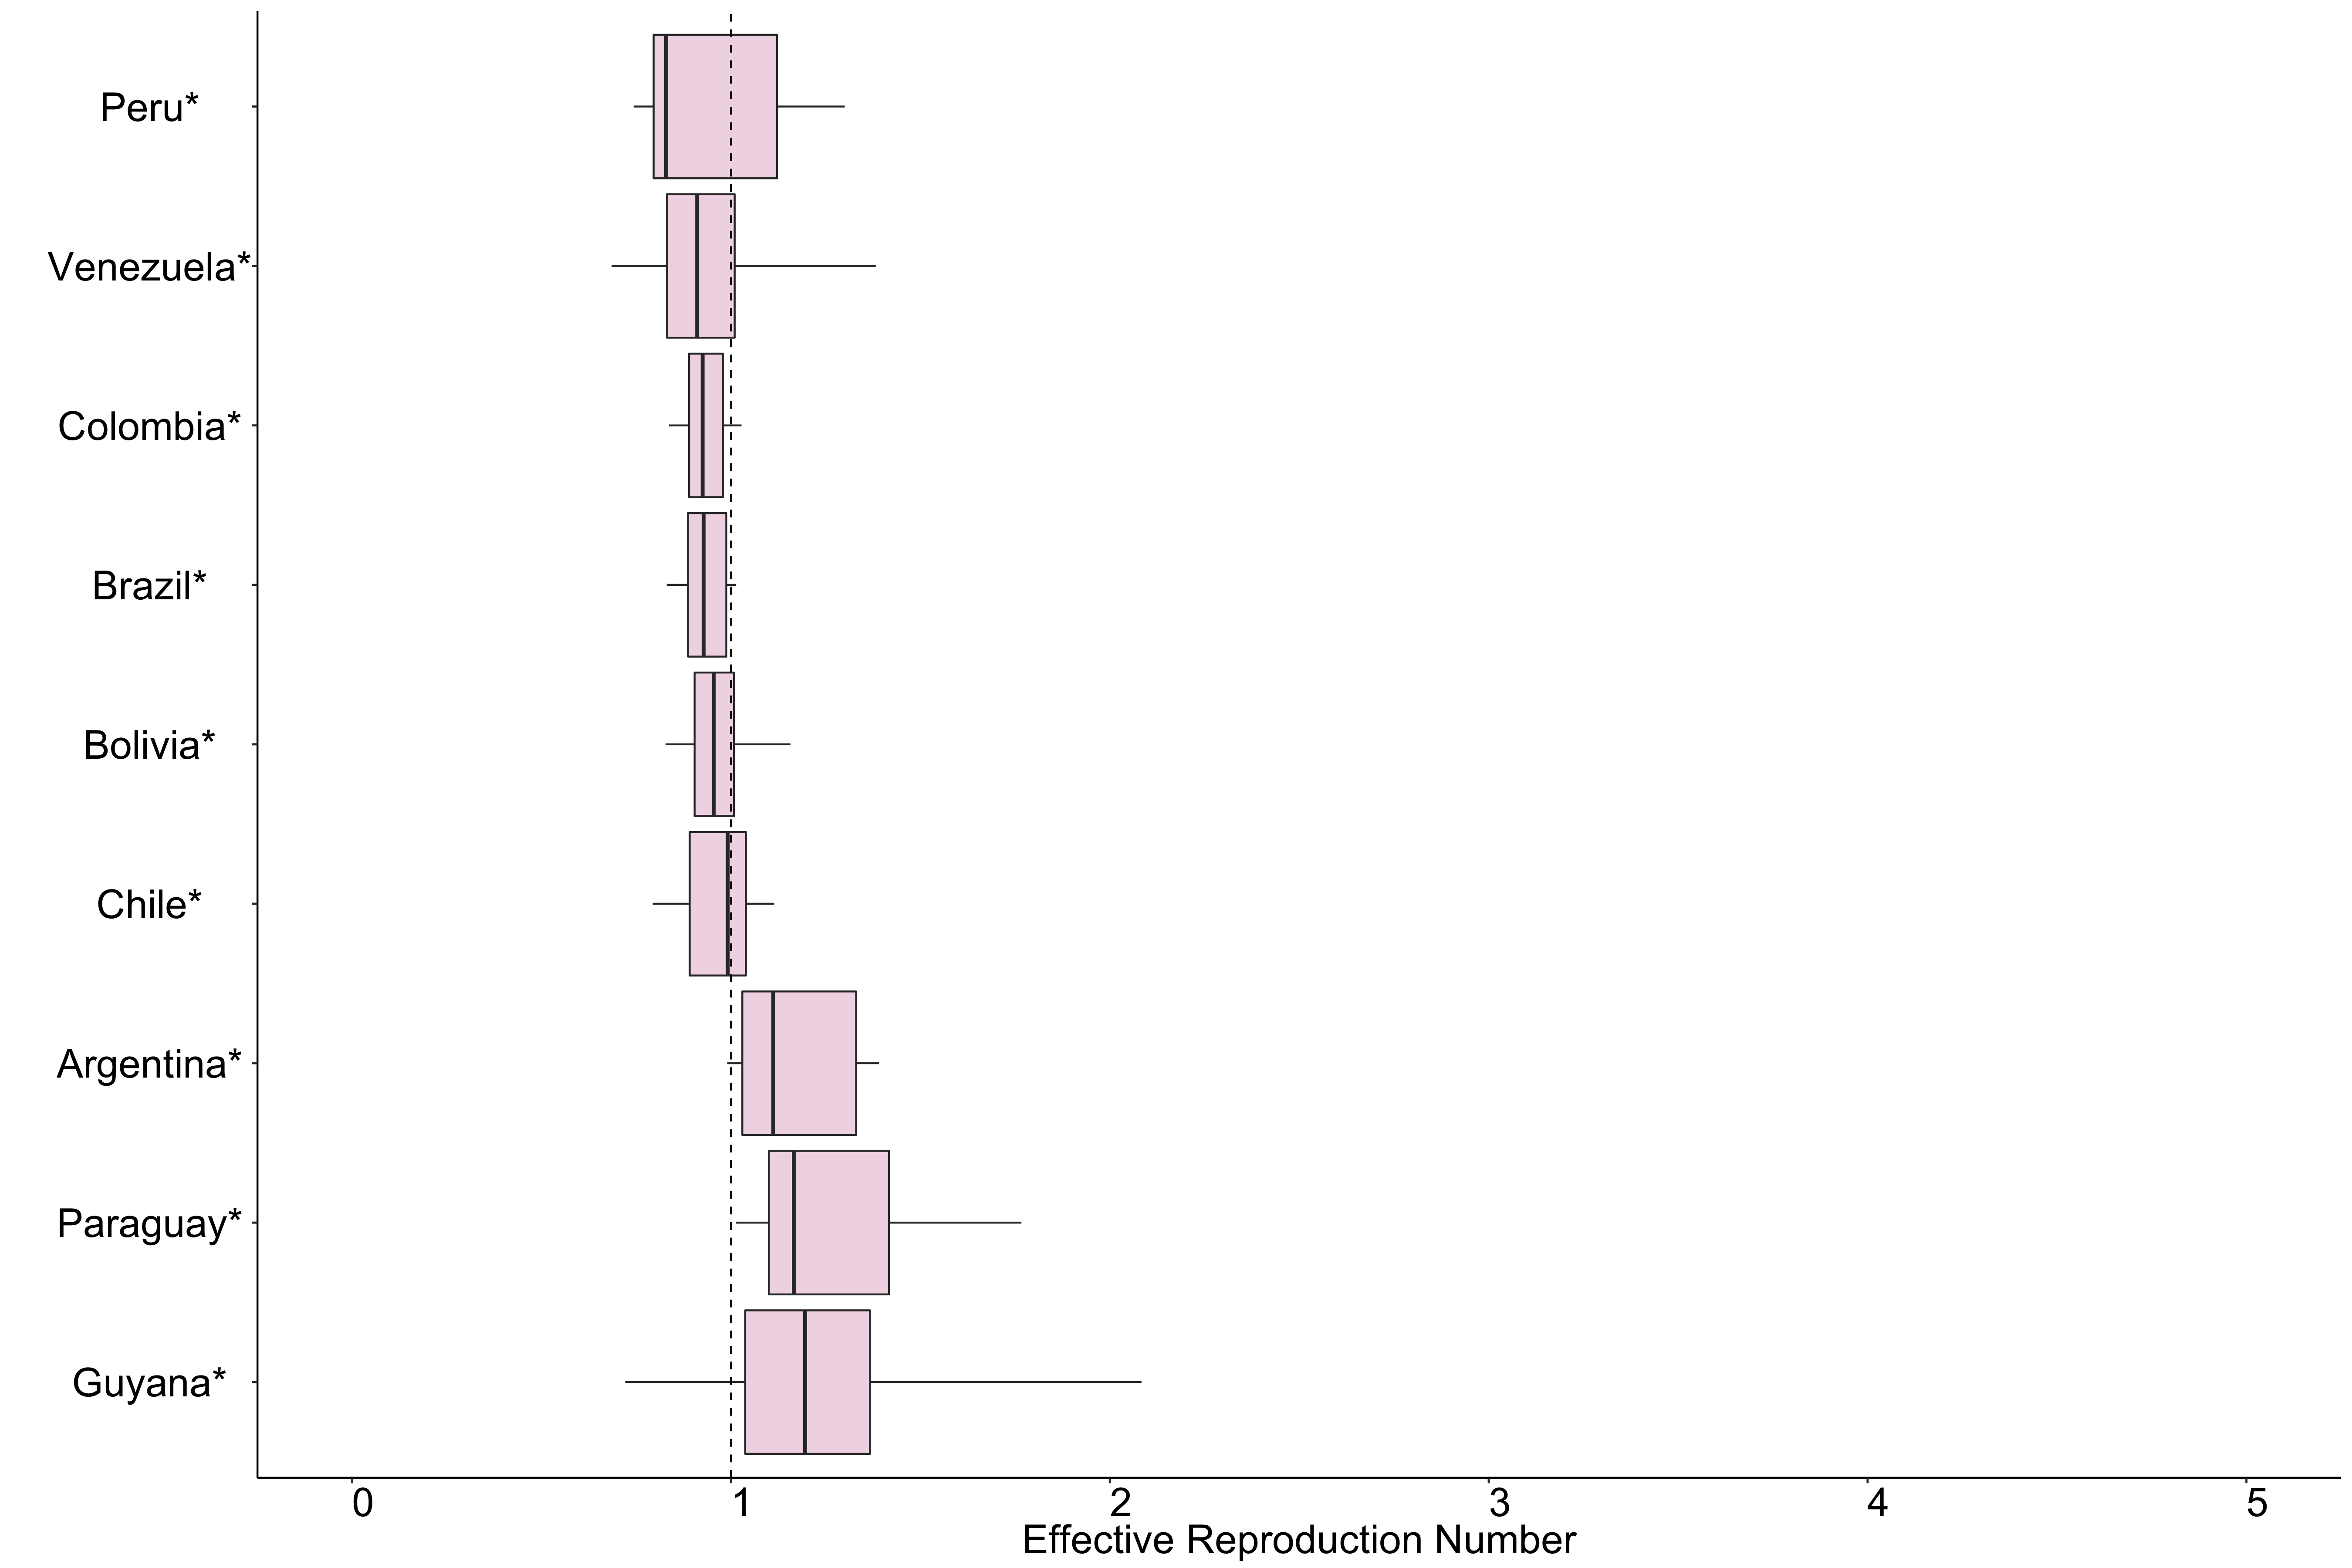 Peru*
Venezuela*
Colombia*
Brazil*
Bolivia*
Chile*
Argentina*
Paraguay*
Guyana*
0 1 2 3 4 5
Effective Reproduction Number